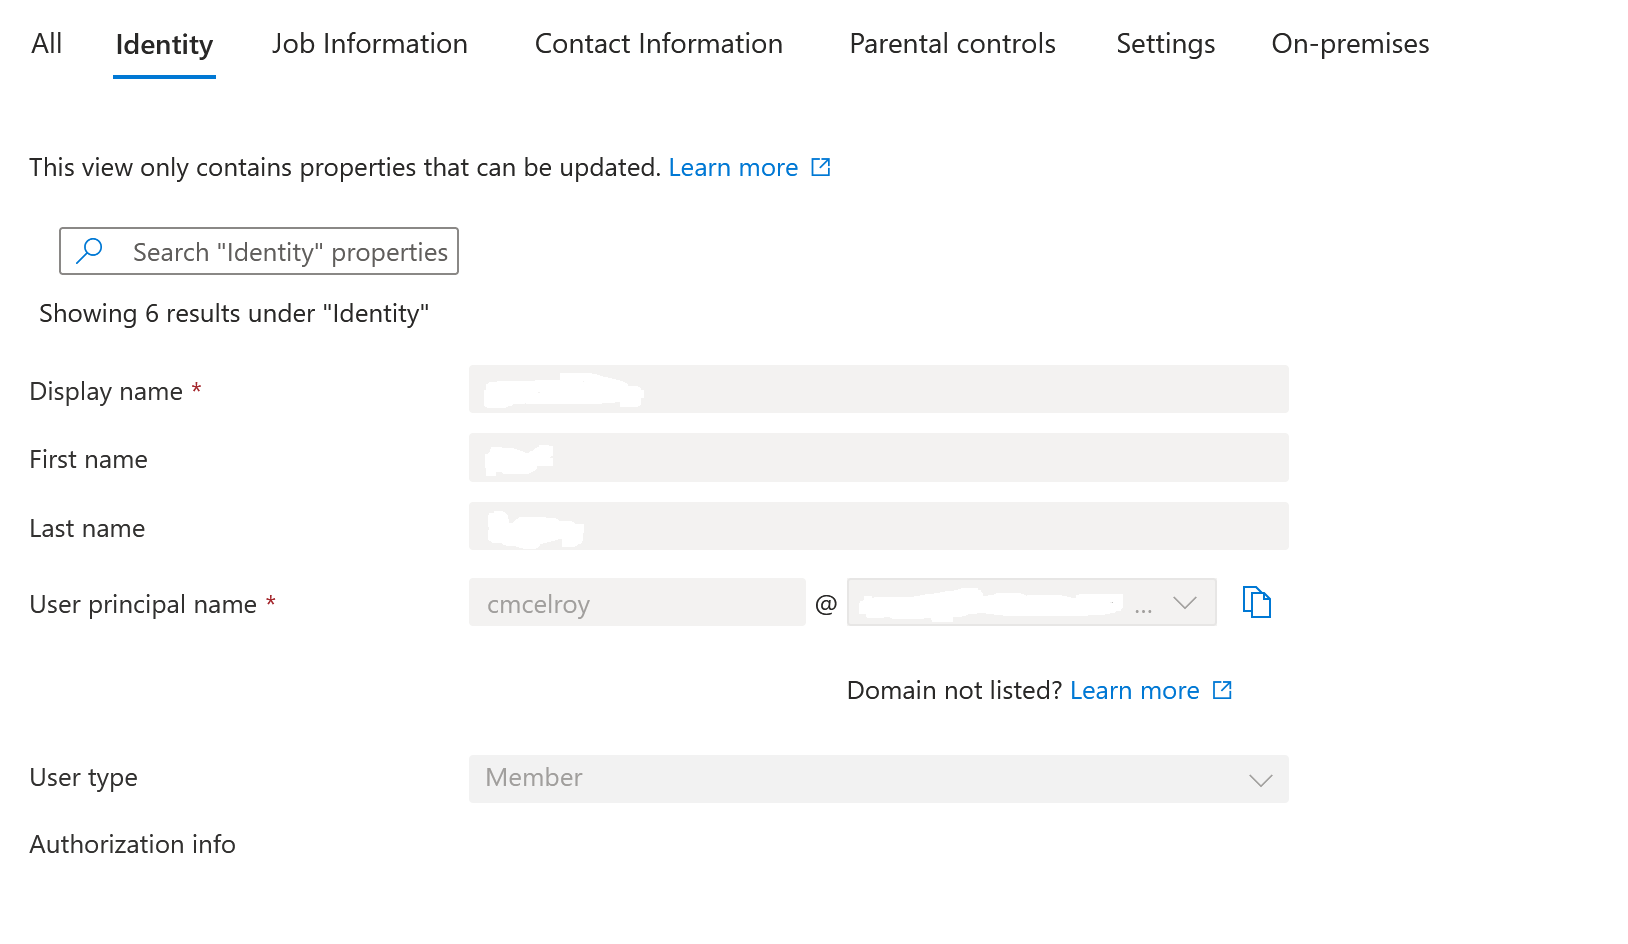 All Identity Job Information Contact Information Parental controls Settings On-premises
This view only contains properties that can be updated. Learn more
Search "Identity" properties
Showing 6 results under "Identity"
Display name *
First name
Last name
User principal name * cmcelroy @ ...
Domain not listed? Learn more
User type Member
Authorization info